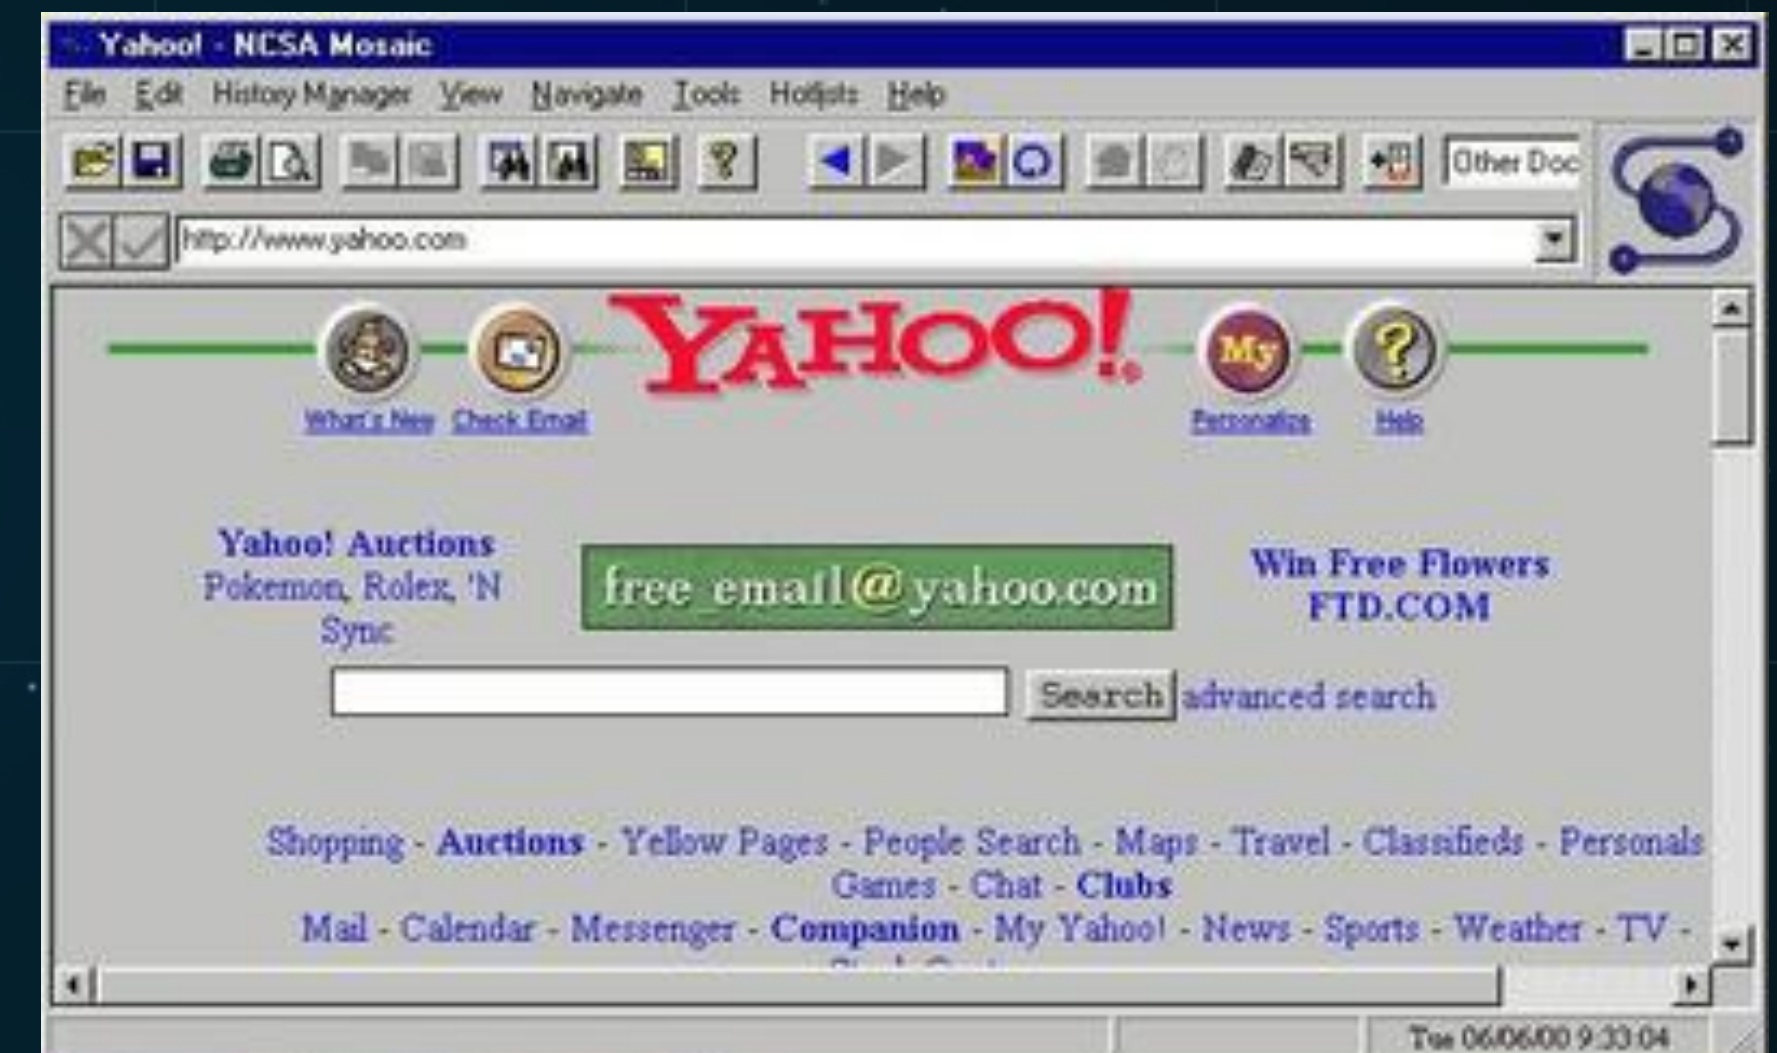 Yahoo! - NCSA Mosaic
File Edit History Manager View Navigate Tools Hotlists Help
Other Doc
http://www.yahoo.com
YAHOO!
My
?
What's New Check Email Personalize Help
Yahoo! Auctions
Pokemon, Rolex, 'N
Sync
free email@yahoo.com
Win Free Flowers
FTD.COM
Search advanced search
Shopping - Auctions - Yellow Pages - People Search - Maps - Travel - Classifieds - Personals
Games - Chat - Clubs
Mail - Calendar - Messenger - Companion - My Yahoo! - News - Sports - Weather - TV -
Tue 06/06/00 9:33:04